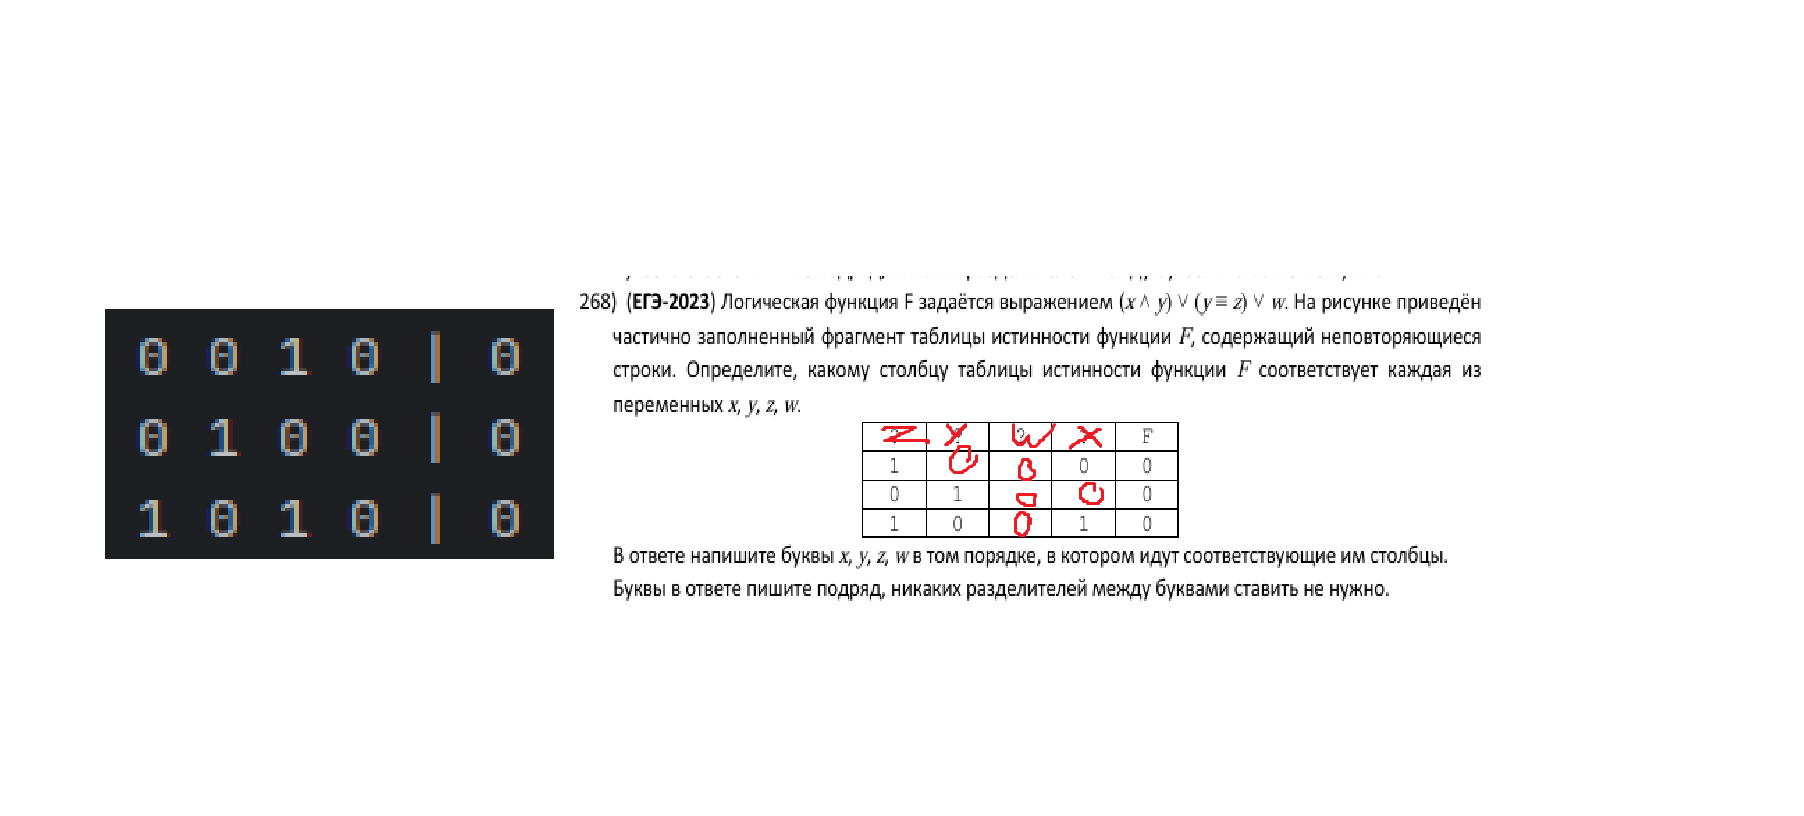 0 0 1 0 | 0
0 1 0 0 | 0
1 0 1 0 | 0
268) (ЕГЭ-2023) Логическая функция F задаётся выражением (x ∧ y) ∨ (y ≡ z) ∨ w. На рисунке приведён
частично заполненный фрагмент таблицы истинности функции F, содержащий неповторяющиеся
строки. Определите, какому столбцу таблицы истинности функции F соответствует каждая из
переменных x, y, z, w.
z y w x F
1 0 0 0 0
0 1 0 0 0
1 0 0 1 0
В ответе напишите буквы x, y, z, w в том порядке, в котором идут соответствующие им столбцы.
Буквы в ответе пишите подряд, никаких разделителей между буквами ставить не нужно.